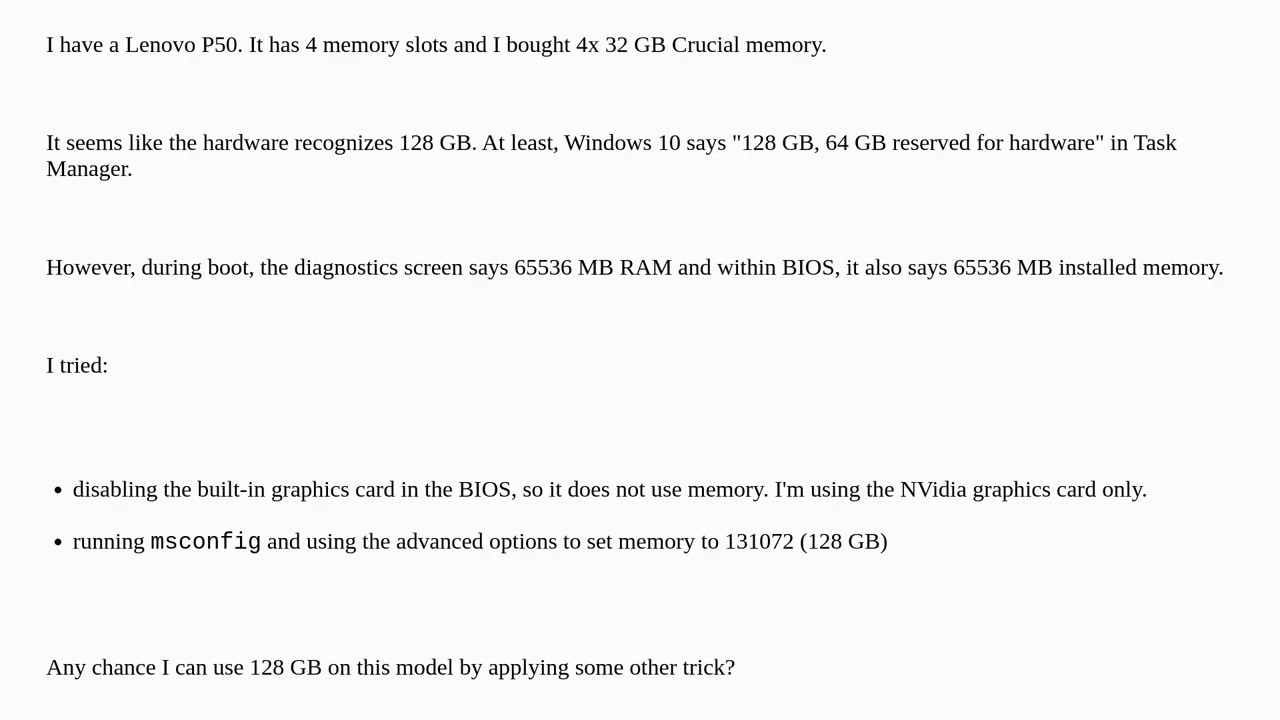 I have a Lenovo P50. It has 4 memory slots and I bought 4x 32 GB Crucial memory.
It seems like the hardware recognizes 128 GB. At least, Windows 10 says "128 GB, 64 GB reserved for hardware" in Task
Manager.
However, during boot, the diagnostics screen says 65536 MB RAM and within BIOS, it also says 65536 MB installed memory.
I tried:
• disabling the built-in graphics card in the BIOS, so it does not use memory. I'm using the NVidia graphics card only.
• running msconfig and using the advanced options to set memory to 131072 (128 GB)
Any chance I can use 128 GB on this model by applying some other trick?